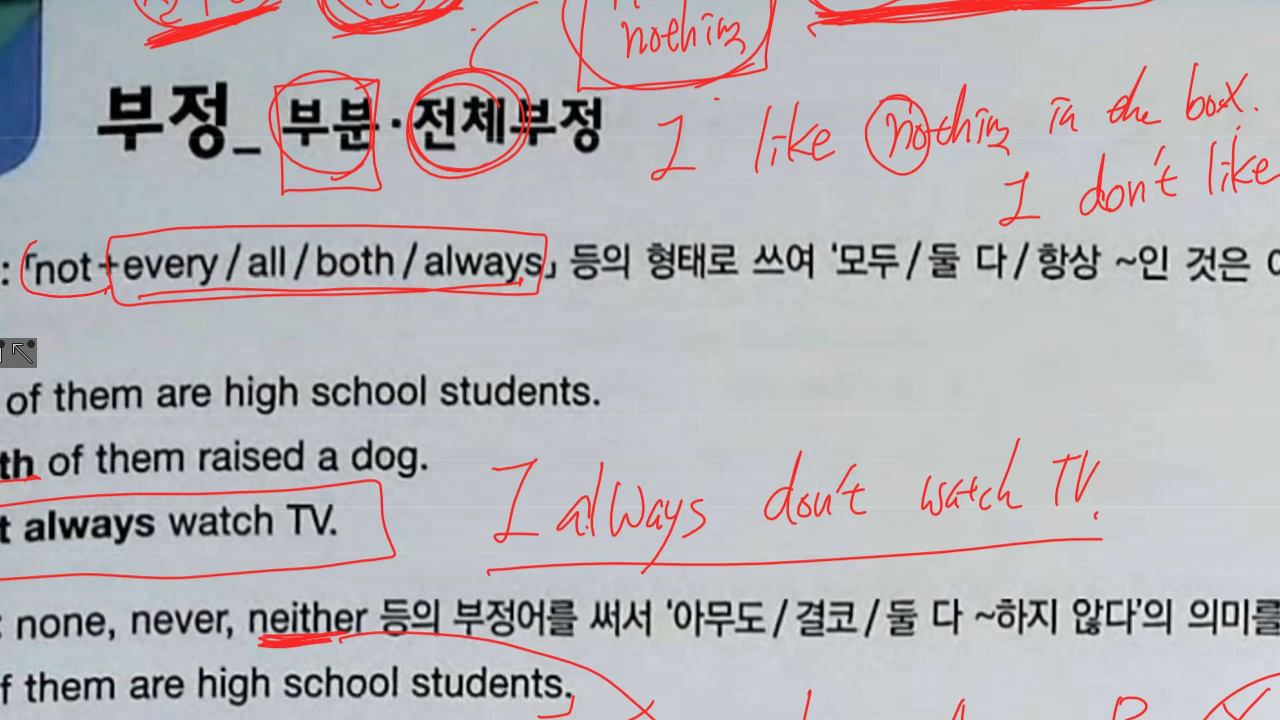 nothing
부정_ 부분·전체부정
I like nothing in the box.
I don't like
: 「not+every / all / both / always」 등의 형태로 쓰여 '모두 / 둘 다 / 항상 ~인 것은
of them are high school students.
th of them raised a dog.
t always watch TV.
I always don't watch TV.
: none, never, neither 등의 부정어를 써서 '아무도 / 결코 / 둘 다 ~하지 않다'의 의미를
f them are high school students.